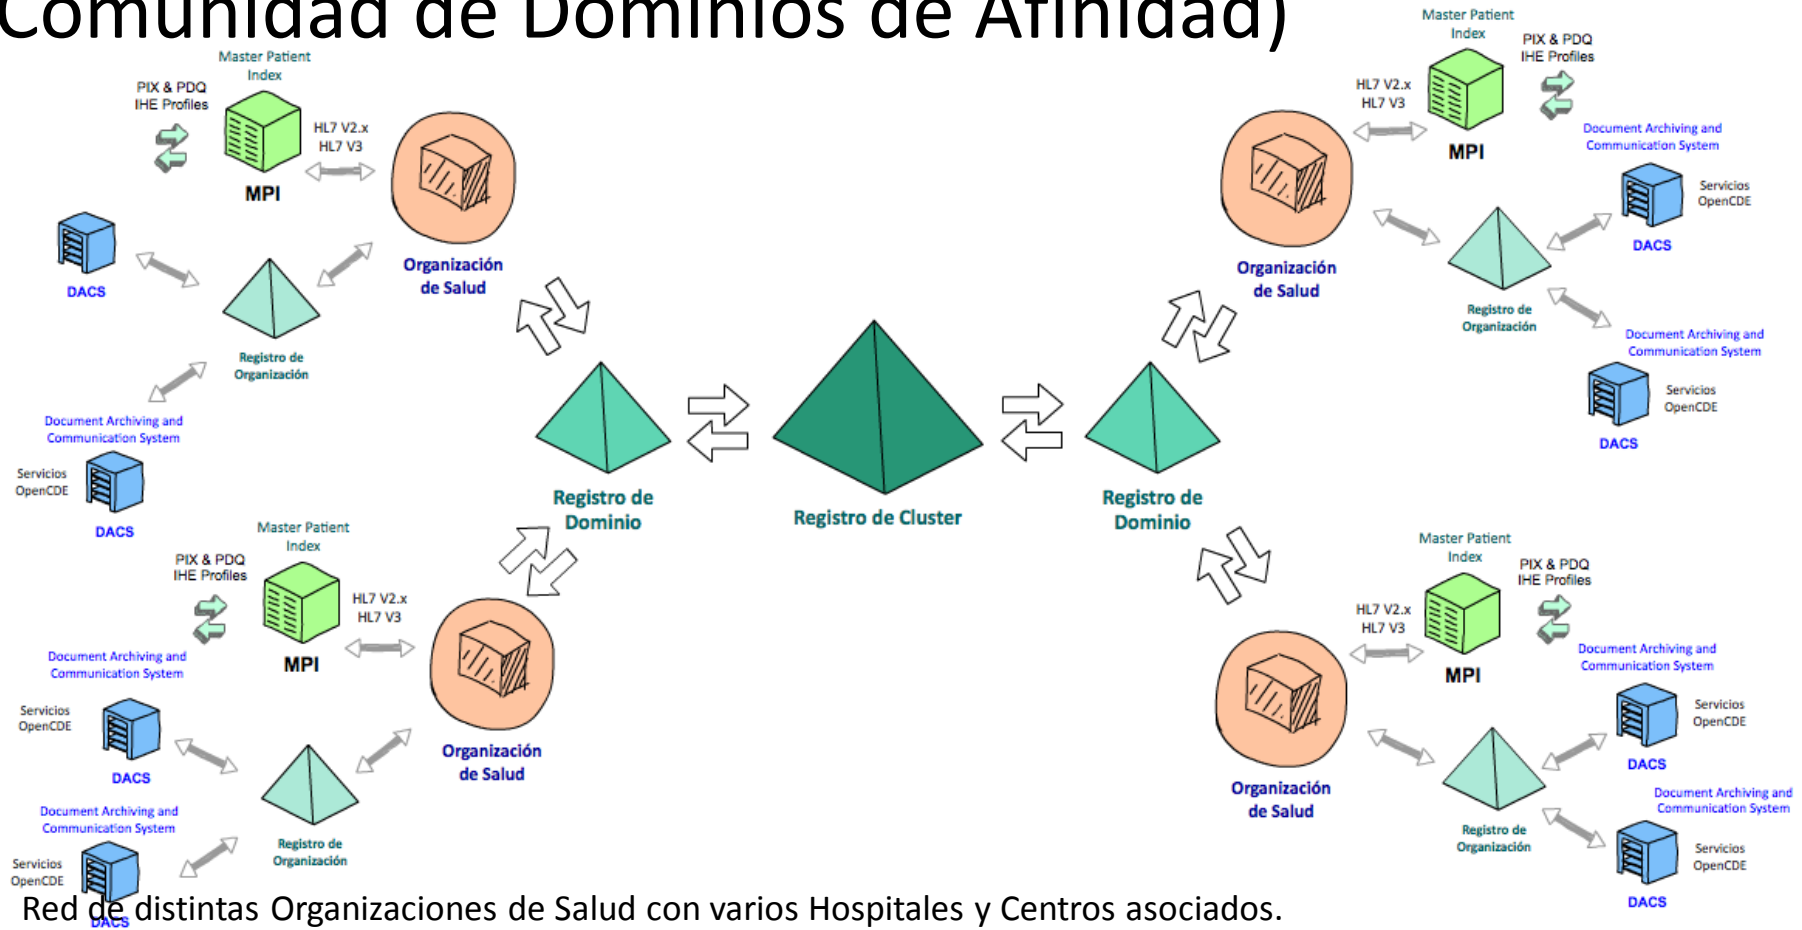 Comunidad de Dominios de Afinidad)
Master Patient
Index
PIX & PDQ
IHE Profiles
HL7 V2.x
HL7 V3
MPI
Organización
de Salud
DACS
Registro de
Organización
Document Archiving and
Communication System
Servicios
OpenCDE
DACS
Master Patient
Index
PIX & PDQ
IHE Profiles
HL7 V2.x
HL7 V3
MPI
Organización
de Salud
Document Archiving and
Communication System
Servicios
OpenCDE
DACS
Registro de
Organización
Document Archiving and
Communication System
Servicios
OpenCDE
DACS
Registro de
Dominio
Registro de Cluster
Registro de
Dominio
Master Patient
Index
PIX & PDQ
IHE Profiles
HL7 V2.x
HL7 V3
MPI
Organización
de Salud
Document Archiving and
Communication System
Servicios
OpenCDE
DACS
Registro de
Organización
Document Archiving and
Communication System
Servicios
OpenCDE
DACS
Master Patient
Index
PIX & PDQ
IHE Profiles
HL7 V2.x
HL7 V3
MPI
Organización
de Salud
Document Archiving and
Communication System
Servicios
OpenCDE
DACS
Registro de
Organización
Document Archiving and
Communication System
Servicios
OpenCDE
DACS
Red de distintas Organizaciones de Salud con varios Hospitales y Centros asociados.